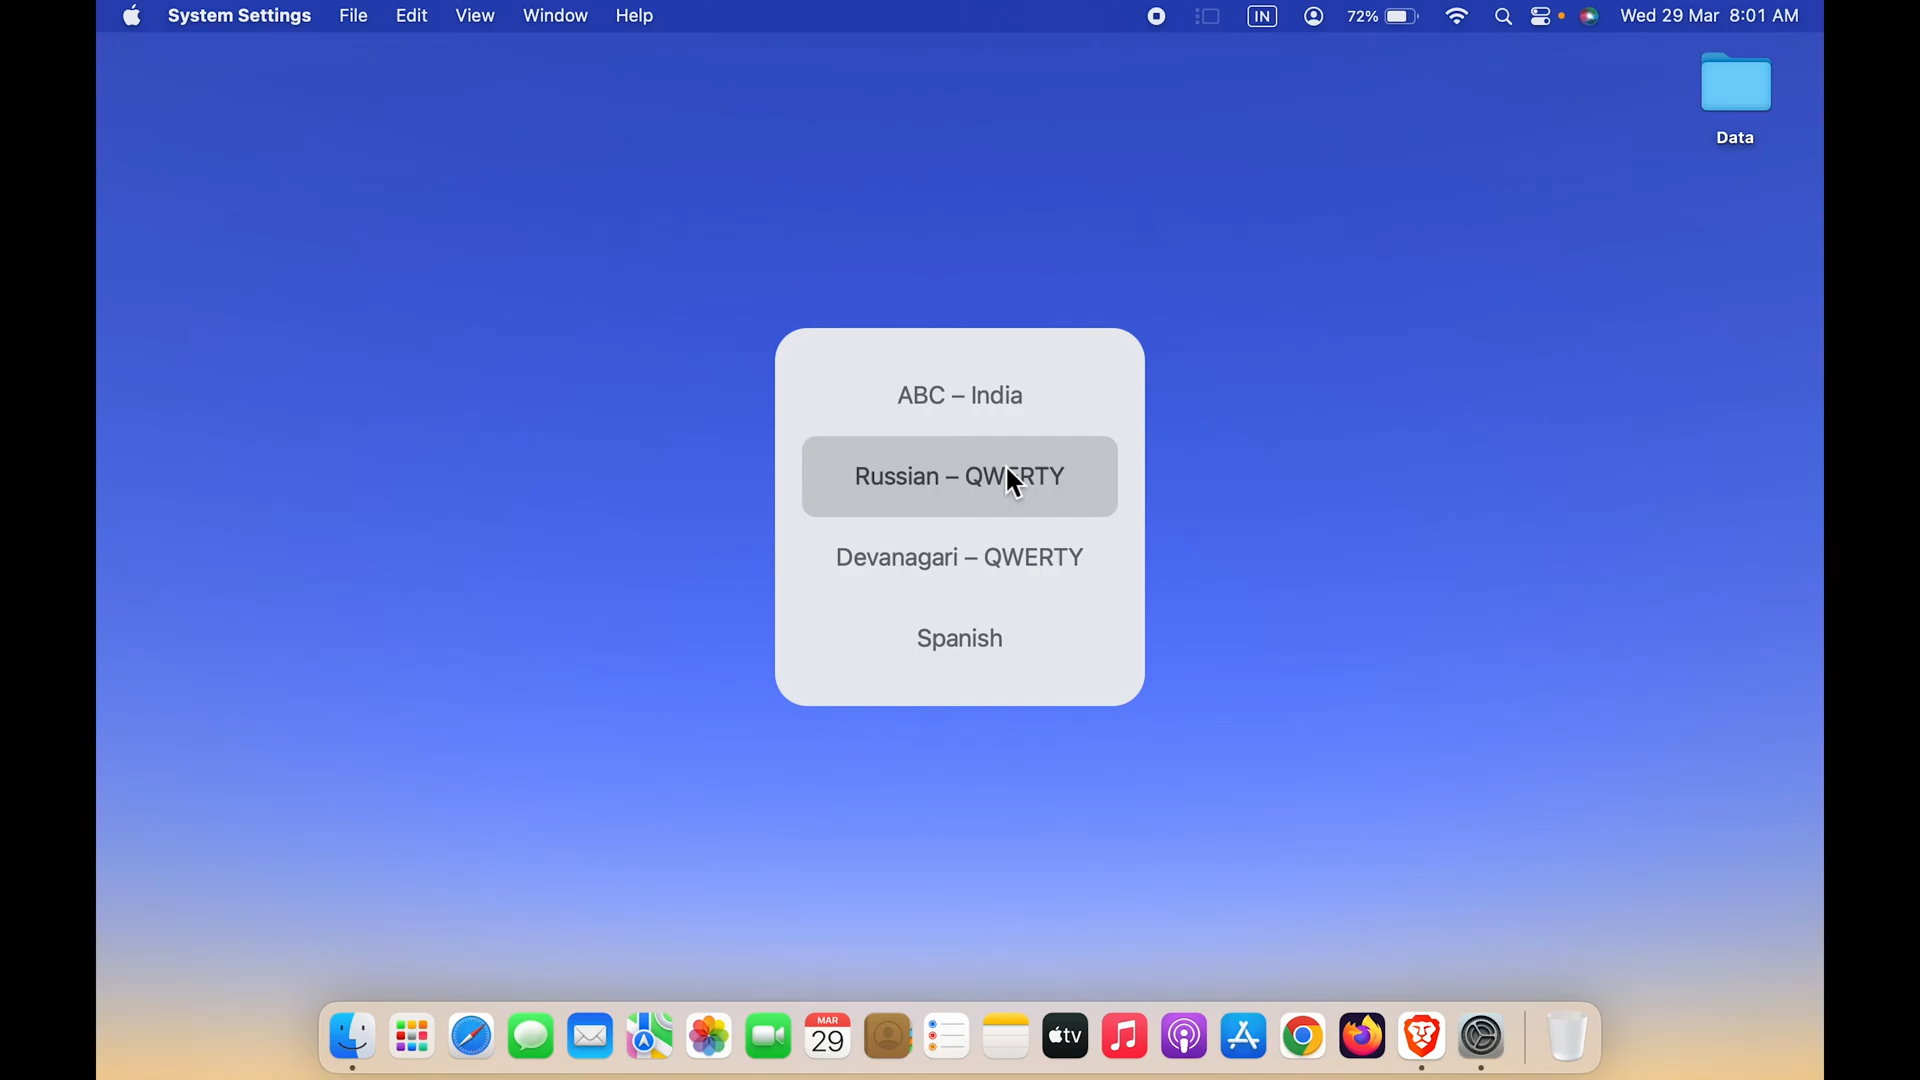 System Settings File Edit View Window Help IN 72% Wed 29 Mar 8:01 AM
Data
ABC – India
Russian – QWERTY
Devanagari – QWERTY
Spanish
MAR
29
tv